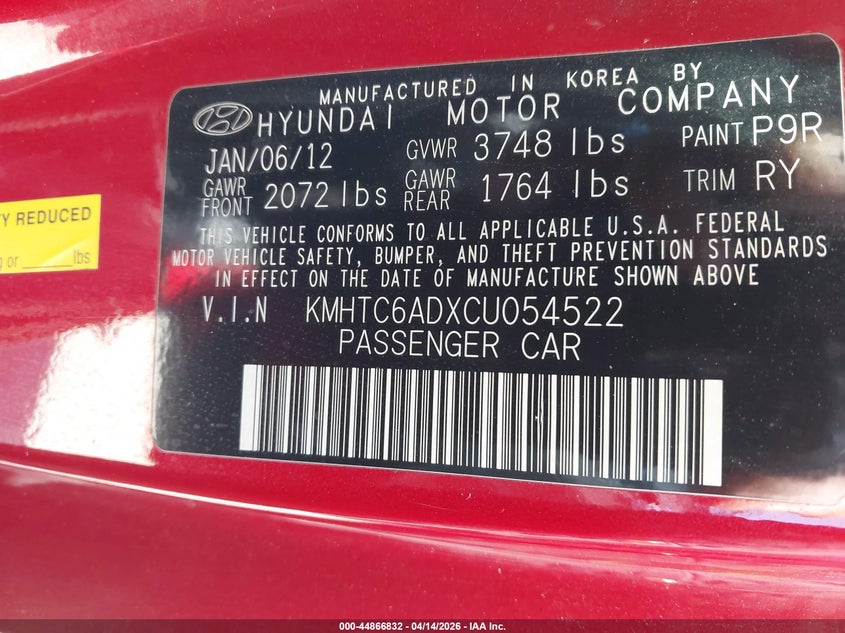 MANUFACTURED IN KOREA BY
HYUNDAI MOTOR COMPANY
JAN/06/12 GVWR 3748 lbs PAINT P9R
GAWR FRONT 2072 lbs GAWR REAR 1764 lbs TRIM RY
THIS VEHICLE CONFORMS TO ALL APPLICABLE U.S.A. FEDERAL
MOTOR VEHICLE SAFETY, BUMPER, AND THEFT PREVENTION STANDARDS
IN EFFECT ON THE DATE OF MANUFACTURE SHOWN ABOVE
V.I.N KMHTC6ADXCU054522
PASSENGER CAR
REDUCED
or ______ lbs
000-44866832 - 04/14/2026 - IAA Inc.